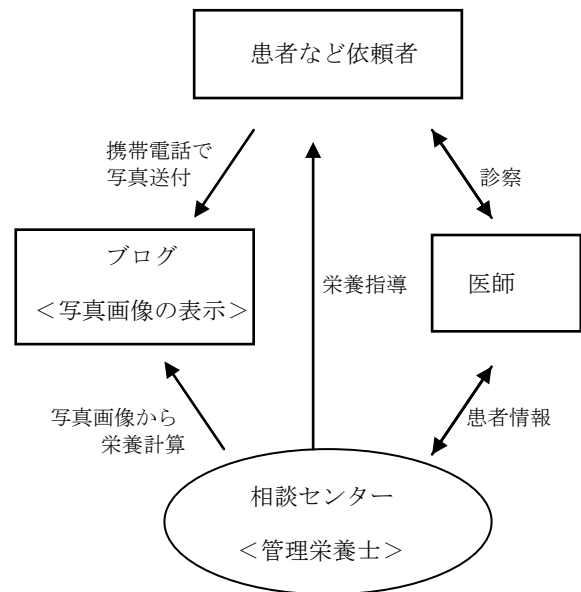 患者など依頼者
携帯電話で
写真送付
診察
ブログ
<写真画像の表示>
栄養指導
医師
写真画像から
栄養計算
患者情報
相談センター
<管理栄養士>